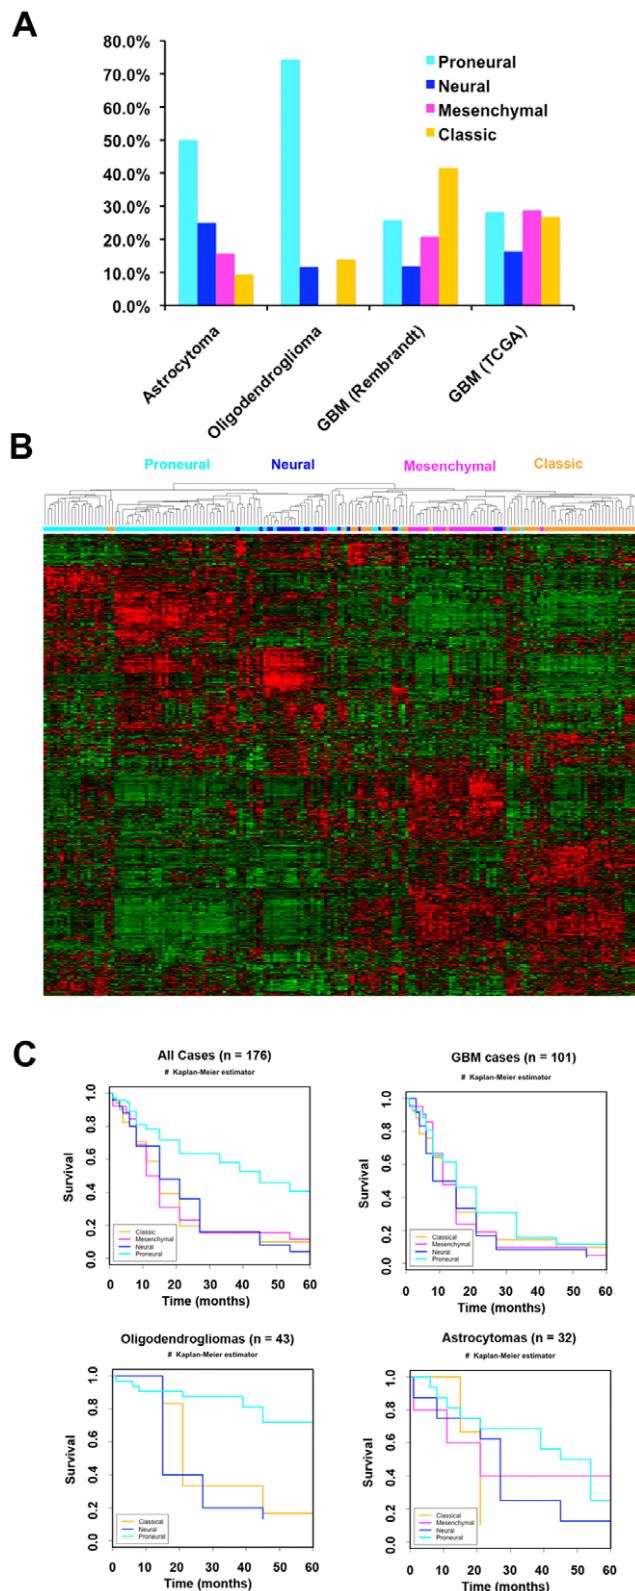 A
80.0%
70.0%
60.0%
50.0%
40.0%
30.0%
20.0%
10.0%
0.0%
Proneural
Neural
Mesenchymal
Classic
Astrocytoma
Oligodendroglioma
GBM (Rembrandt)
GBM (TCGA)
B
Proneural Neural Mesenchymal Classic
C
All Cases (n = 176)
# Kaplan-Meier estimator
Survival
1.0
0.8
0.6
0.4
0.2
0.0
Classic
Mesenchymal
Neural
Proneural
0 10 20 30 40 50 60
Time (months)
GBM cases (n = 101)
# Kaplan-Meier estimator
Survival
1.0
0.8
0.6
0.4
0.2
0.0
Classical
Mesenchymal
Neural
Proneural
0 10 20 30 40 50 60
Time (months)
Oligodendrogliomas (n = 43)
# Kaplan-Meier estimator
Survival
1.0
0.8
0.6
0.4
0.2
0.0
Classical
Neural
Proneural
0 10 20 30 40 50 60
Time (months)
Astrocytomas (n = 32)
# Kaplan-Meier estimator
Survival
1.0
0.8
0.6
0.4
0.2
0.0
Classical
Mesenchymal
Neural
Proneural
0 10 20 30 40 50 60
Time (months)